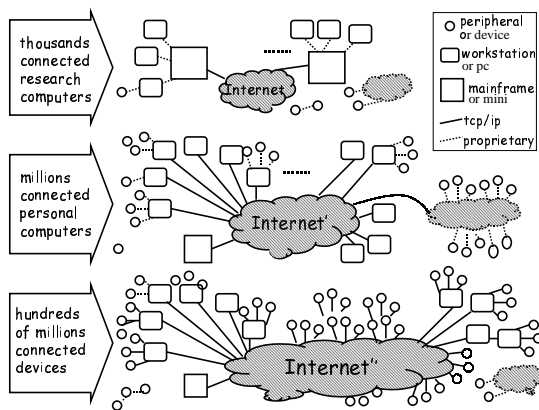 thousands
connected
research
computers
Internet
peripheral
or device
workstation
or pc
mainframe
or mini
tcp/ip
proprietary
millions
connected
personal
computers
Internet'
hundreds
of millions
connected
devices
Internet''